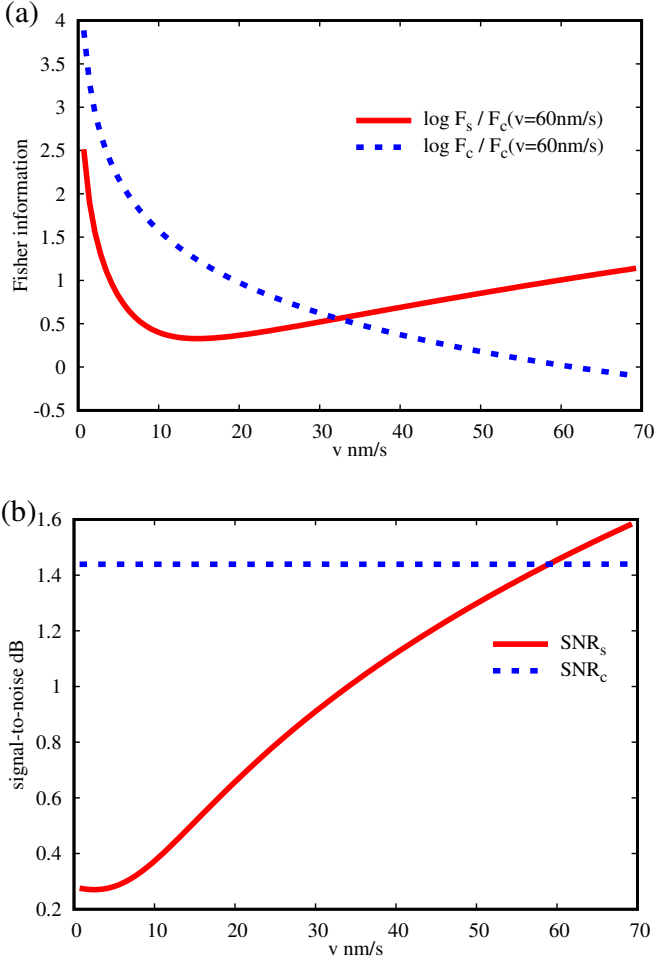 (a)
4
3.5
3
2.5
2
1.5
1
0.5
0
-0.5
Fisher information
log F_s / F_c(v=60nm/s)
log F_c / F_c(v=60nm/s)
0 10 20 30 40 50 60 70
v nm/s
(b)
1.6
1.4
1.2
1
0.8
0.6
0.4
0.2
signal-to-noise dB
SNR_s
SNR_c
0 10 20 30 40 50 60 70
v nm/s